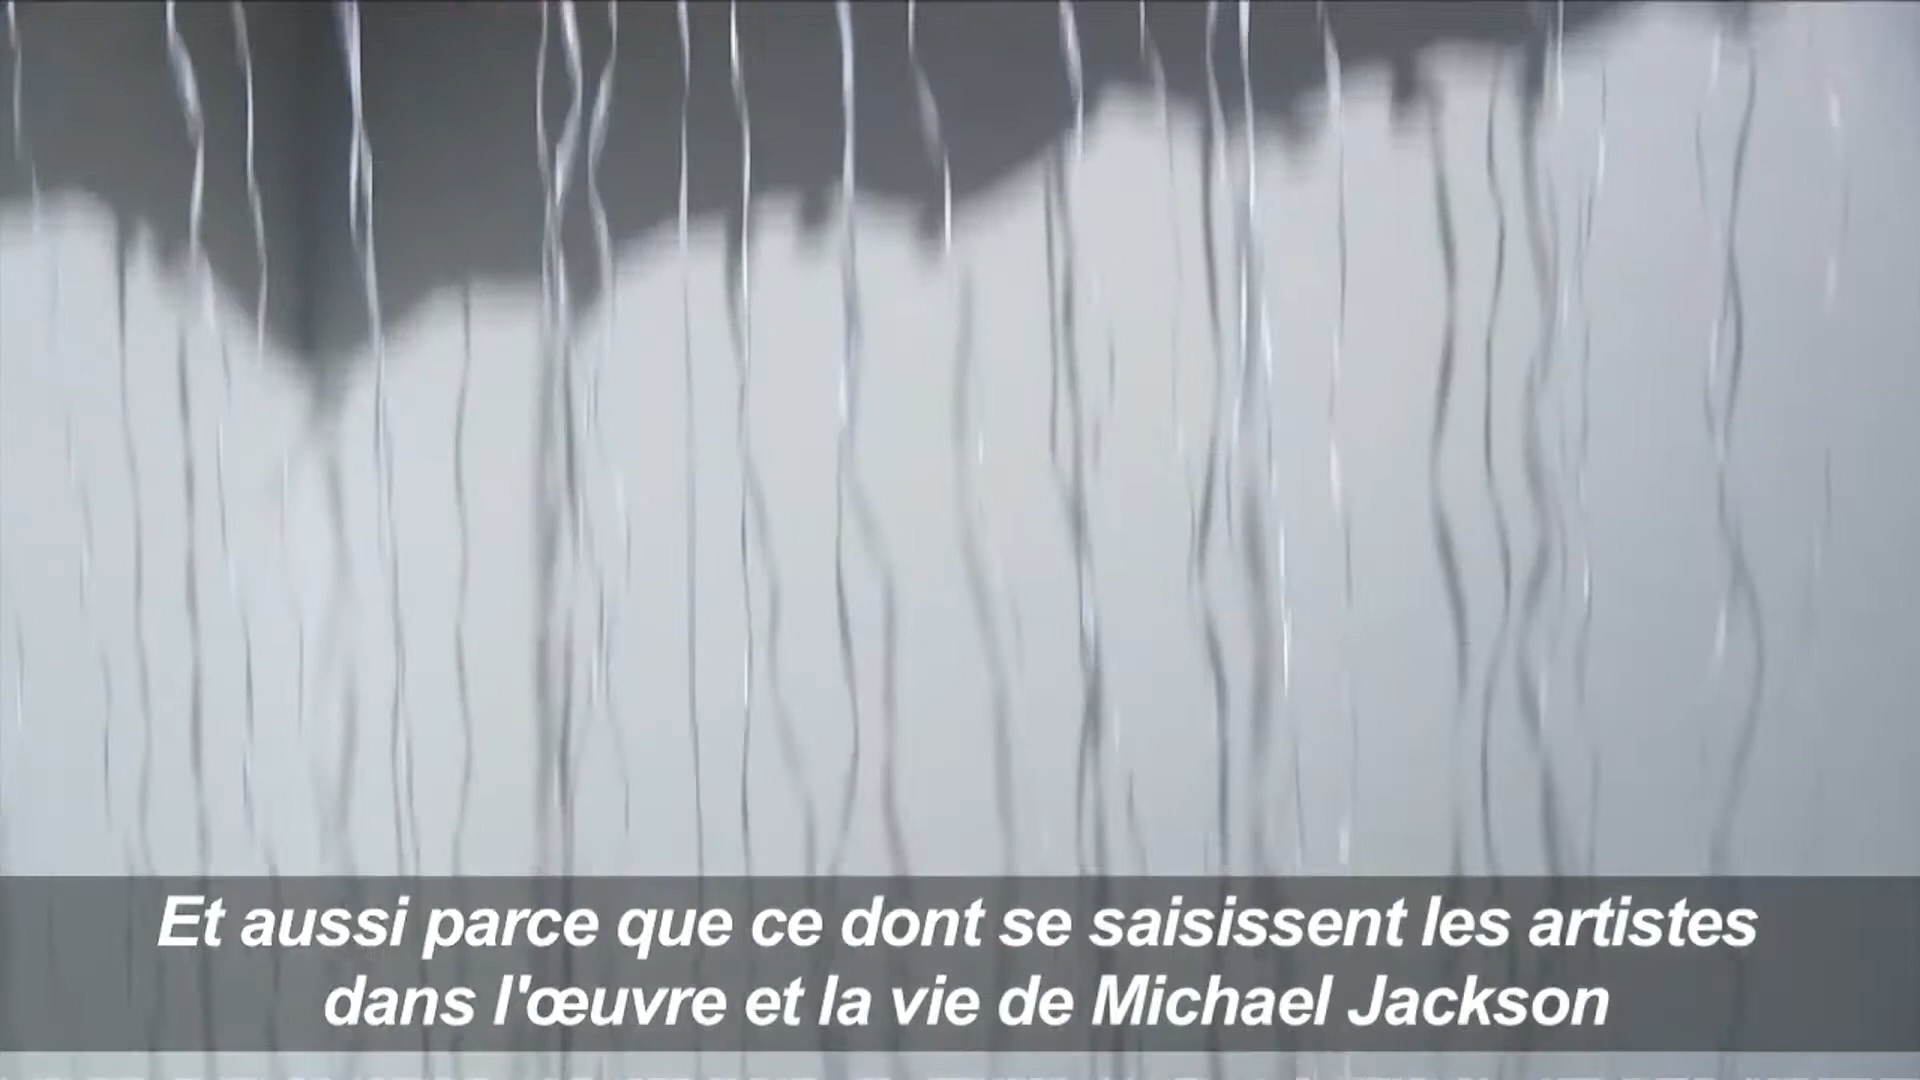 Et aussi parce que ce dont se saisissent les artistes
dans l'œuvre et la vie de Michael Jackson